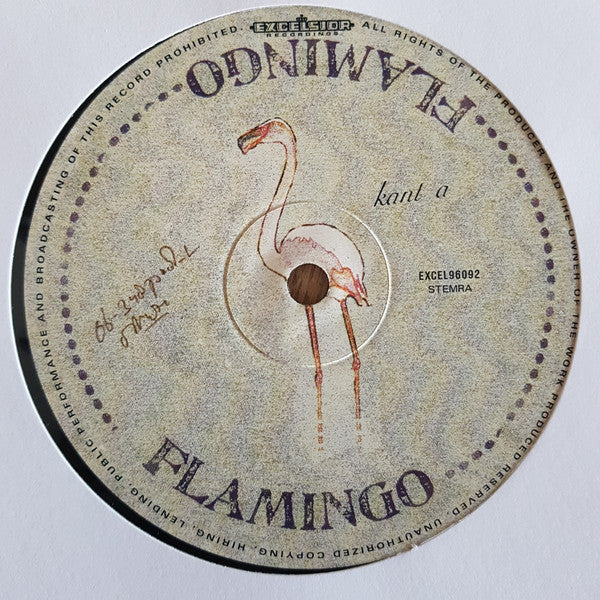 EXCELSIOR
RECORDINGS
ALL RIGHTS OF THE PRODUCER AND THE OWNER OF THE WORK PRODUCED RESERVED. UNAUTHORIZED COPYING, HIRING, LENDING, PUBLIC PERFORMANCE AND BROADCASTING OF THIS RECORD PROHIBITED.
FLAMINGO
kant a
EXCEL96092
STEMRA
FLAMINGO